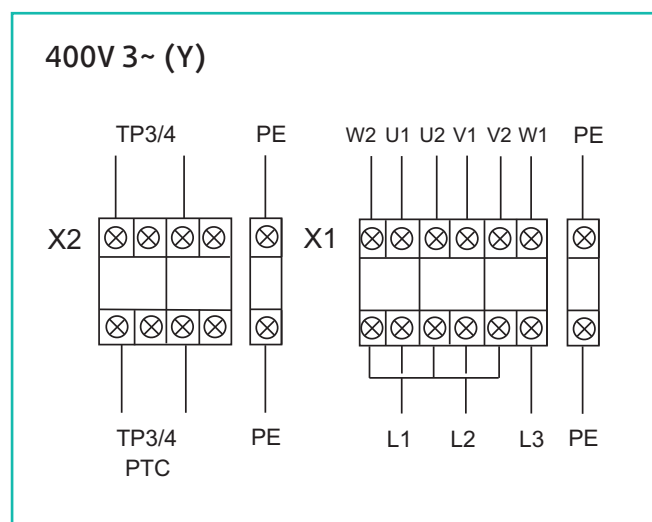 400V 3~ (Y)
TP3/4 PE W2 U1 U2 V1 V2 W1 PE
X2 X1
TP3/4 PE L1 L2 L3 PE
PTC